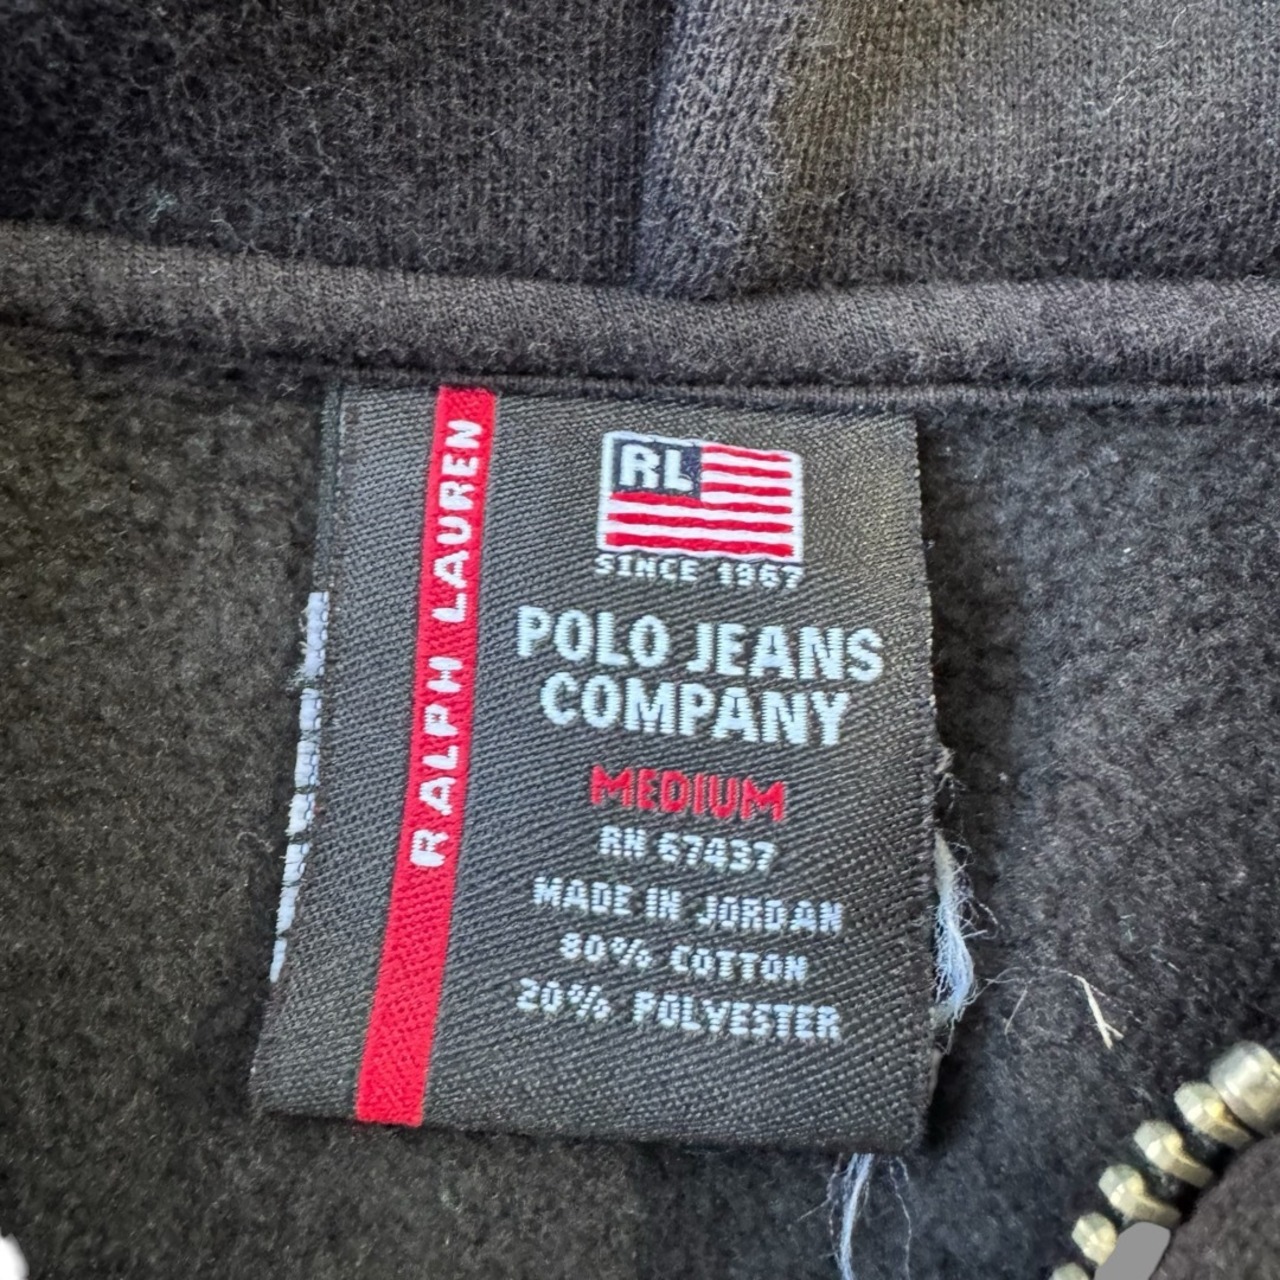 RALPH LAUREN
RL
SINCE 1967
POLO JEANS
COMPANY
MEDIUM
RN 67437
MADE IN JORDAN
80% COTTON
20% POLYESTER